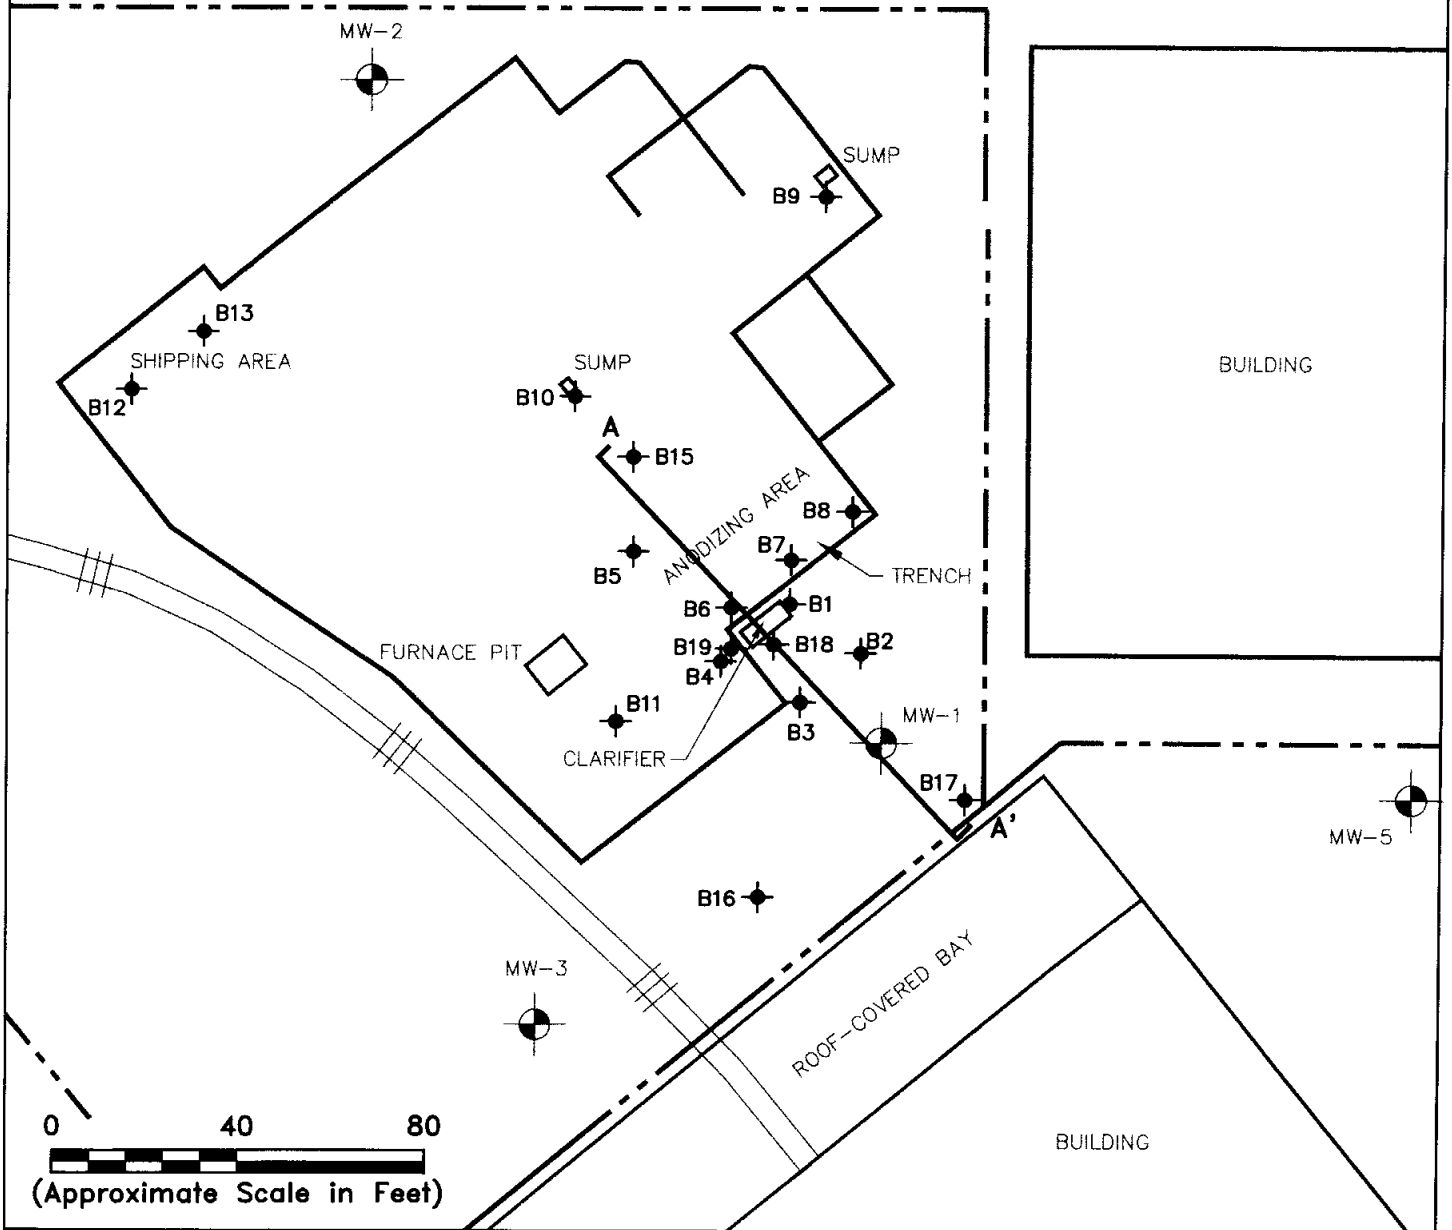 MW-2
SUMP
B9
B13
SHIPPING AREA
B12
SUMP
B10
BUILDING
A
B15
ANODIZING AREA
B8
B7
B5
TRENCH
B6
B1
B19
B18
B2
FURNACE PIT
B4
B11
B3
MW-1
CLARIFIER
B17
A'
MW-5
B16
MW-3
ROOF-COVERED BAY
BUILDING
0 40 80
(Approximate Scale in Feet)